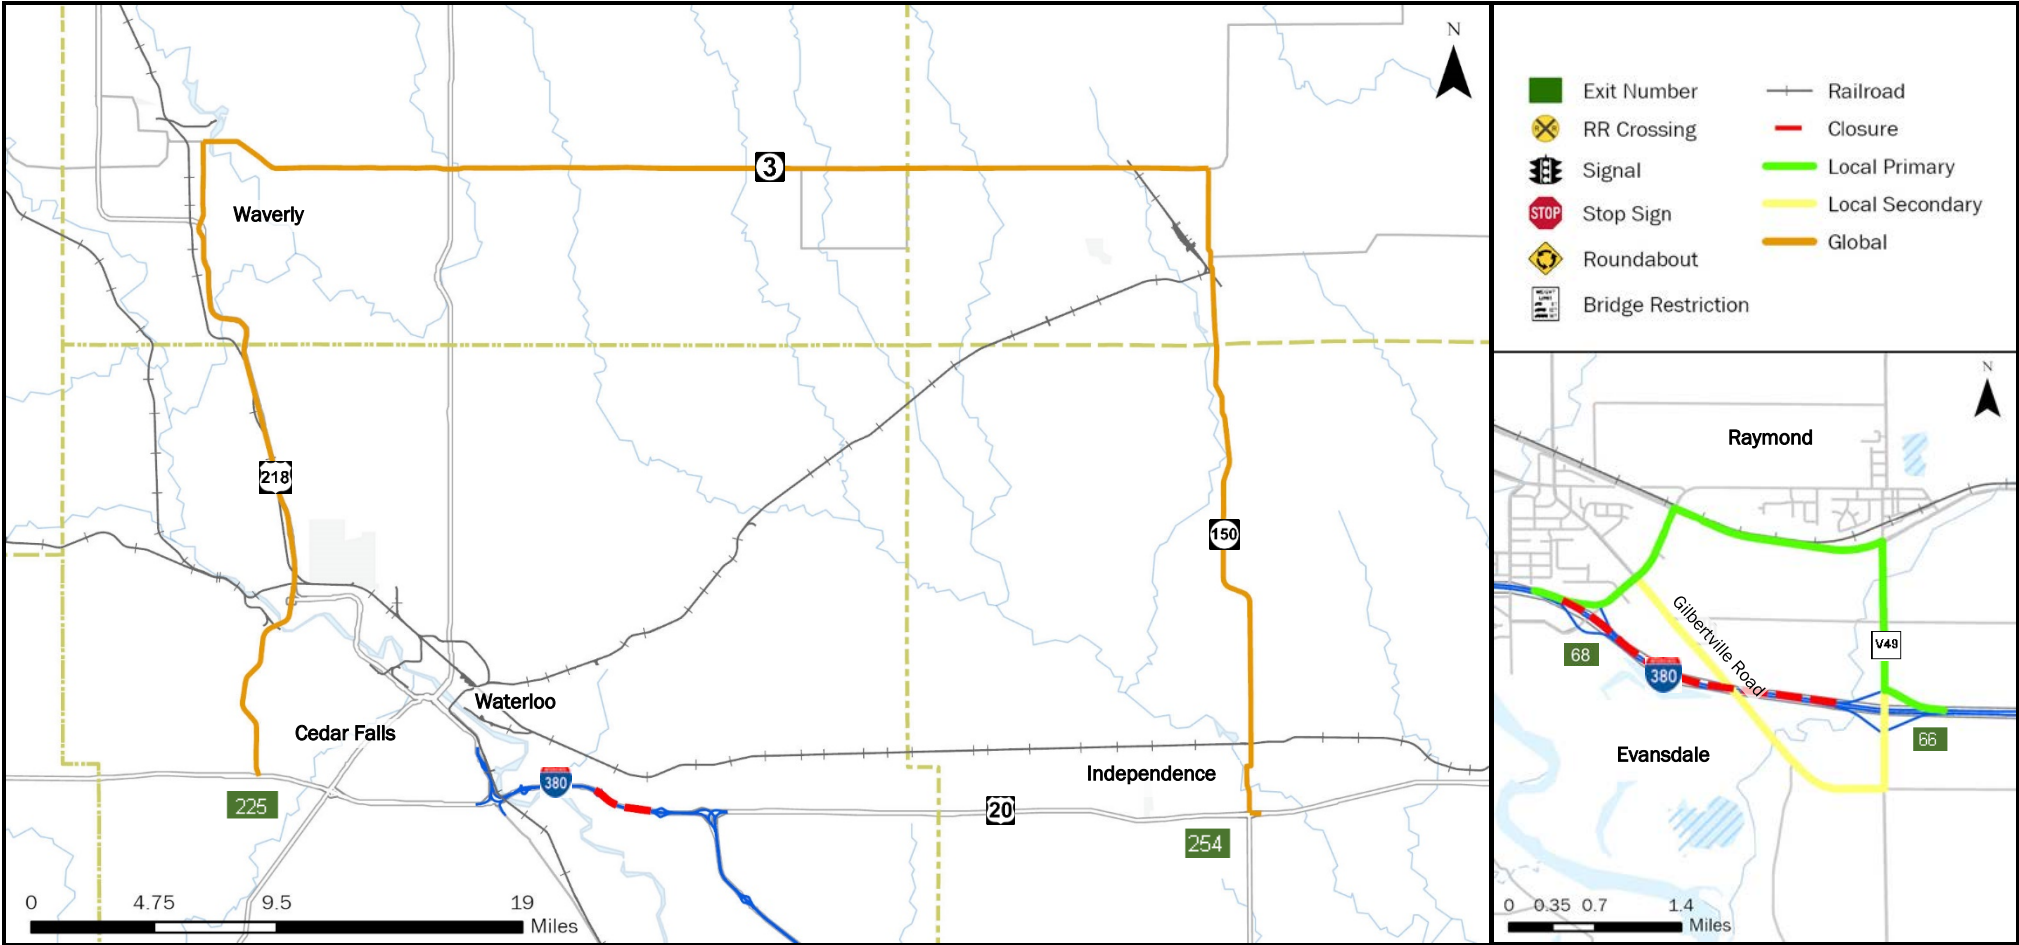 N
3
Waverly
218
150
Waterloo
Cedar Falls
Independence
380
20
225
254
0 4.75 9.5 19
Miles
Exit Number
RR Crossing
Signal
STOP
Stop Sign
Roundabout
Bridge Restriction
Railroad
Closure
Local Primary
Local Secondary
Global
N
Raymond
Gilbertville Road
V49
68
380
66
Evansdale
0 0.35 0.7 1.4
Miles